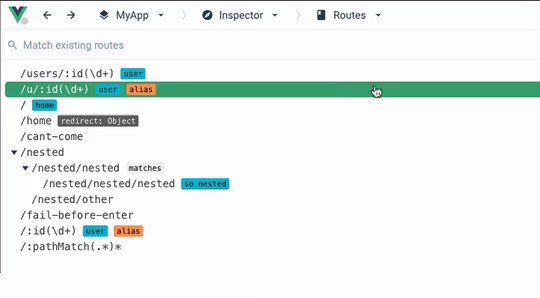 MyApp Inspector Routes
Match existing routes
/users/:id(\d+) user
/u/:id(\d+) user alias
/ home
/home redirect: Object
/cant-come
/nested
/nested/nested matches
/nested/nested/nested so nested
/nested/other
/fail-before-enter
/:id(\d+) user alias
/:pathMatch(.*)*